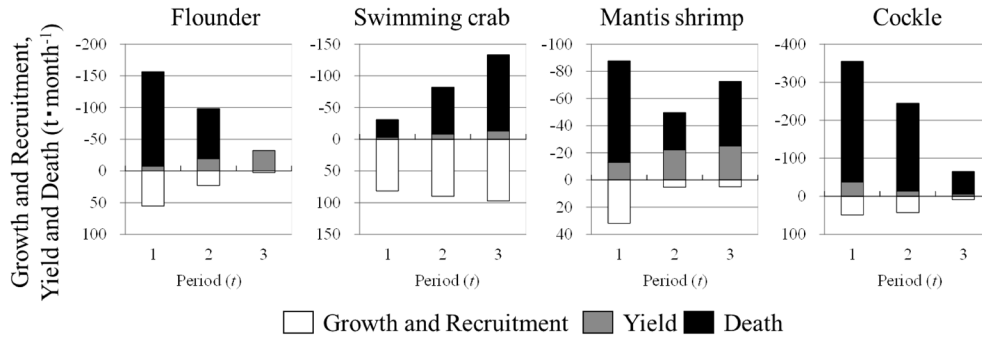 Flounder
Swimming crab
Mantis shrimp
Cockle
Growth and Recruitment,
Yield and Death (t・month-1)
-200
-150
-100
-50
0
50
100
1 2 3
Period (t)
-150
-100
-50
0
50
100
150
1 2 3
Period (t)
-100
-80
-60
-40
-20
0
20
40
1 2 3
Period (t)
-400
-300
-200
-100
0
100
1 2 3
Period (t)
Growth and Recruitment Yield Death